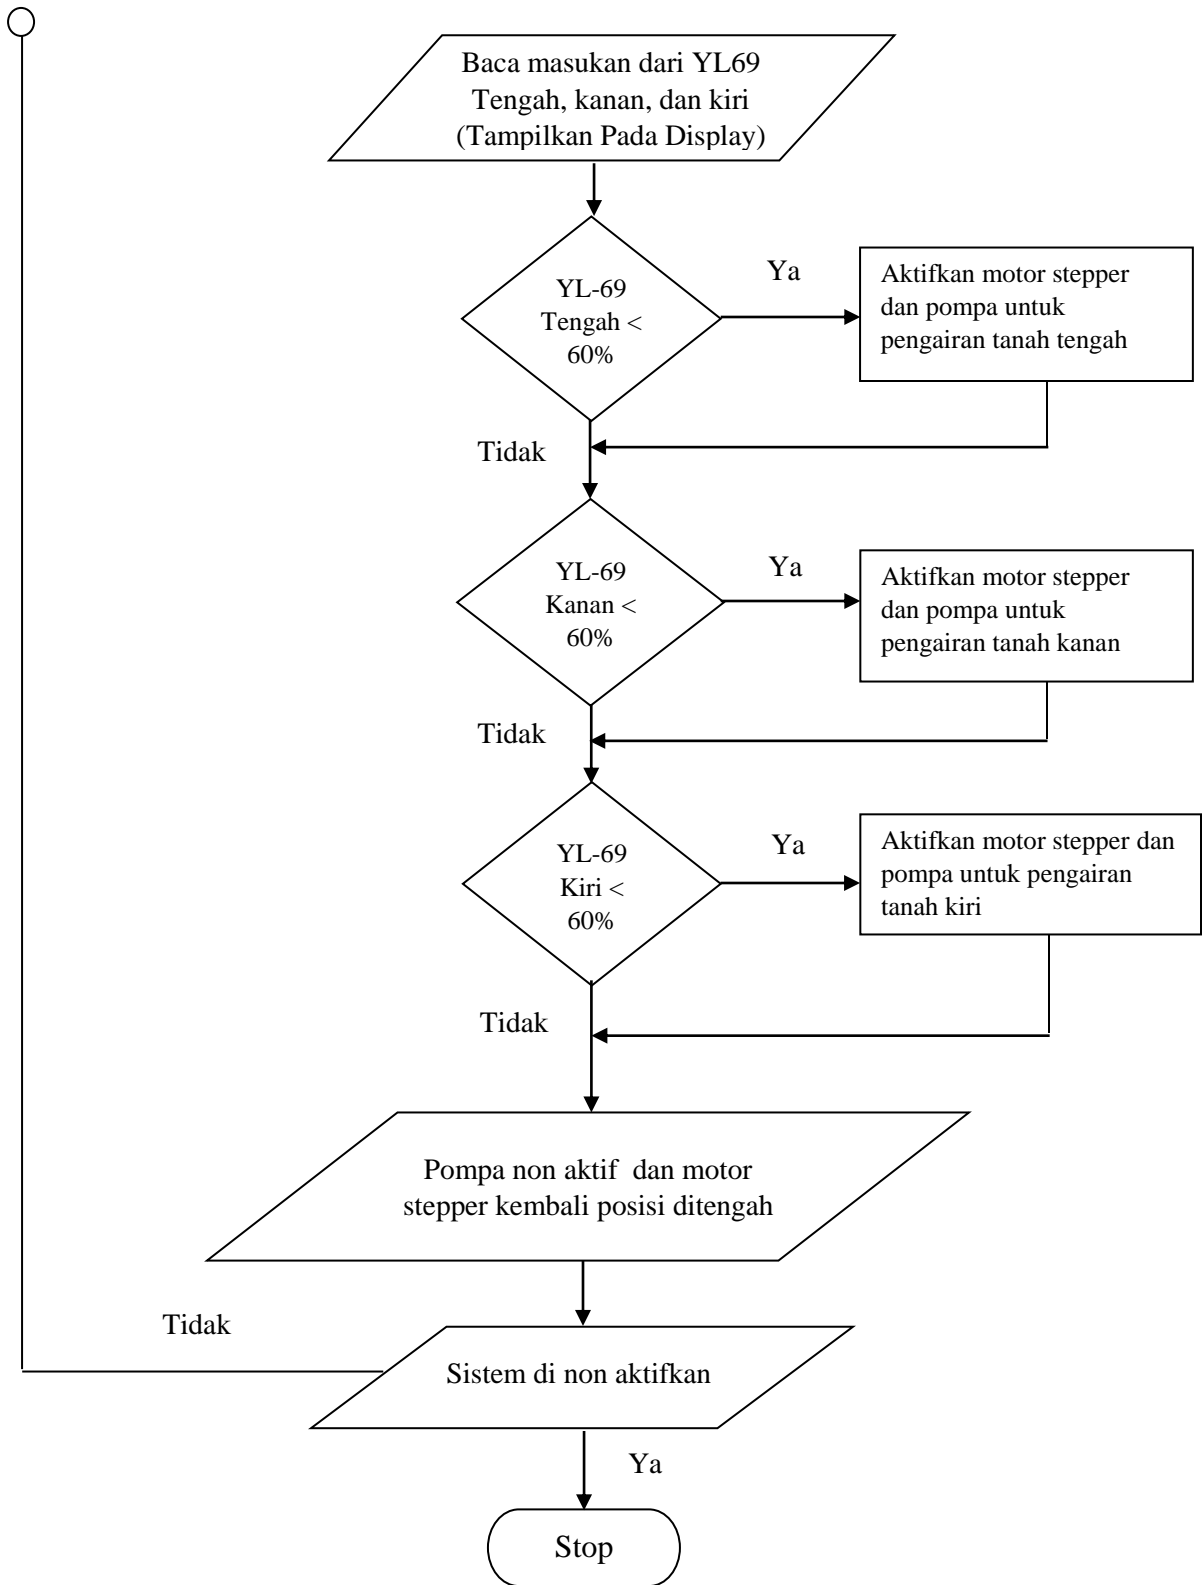 Baca masukan dari YL69
Tengah, kanan, dan kiri
(Tampilkan Pada Display)
YL-69
Tengah <
60%
Ya
Aktifkan motor stepper
dan pompa untuk
pengairan tanah tengah
Tidak
YL-69
Kanan <
60%
Ya
Aktifkan motor stepper
dan pompa untuk
pengairan tanah kanan
Tidak
YL-69
Kiri <
60%
Ya
Aktifkan motor stepper dan
pompa untuk pengairan
tanah kiri
Tidak
Pompa non aktif  dan motor
stepper kembali posisi ditengah
Tidak
Sistem di non aktifkan
Ya
Stop